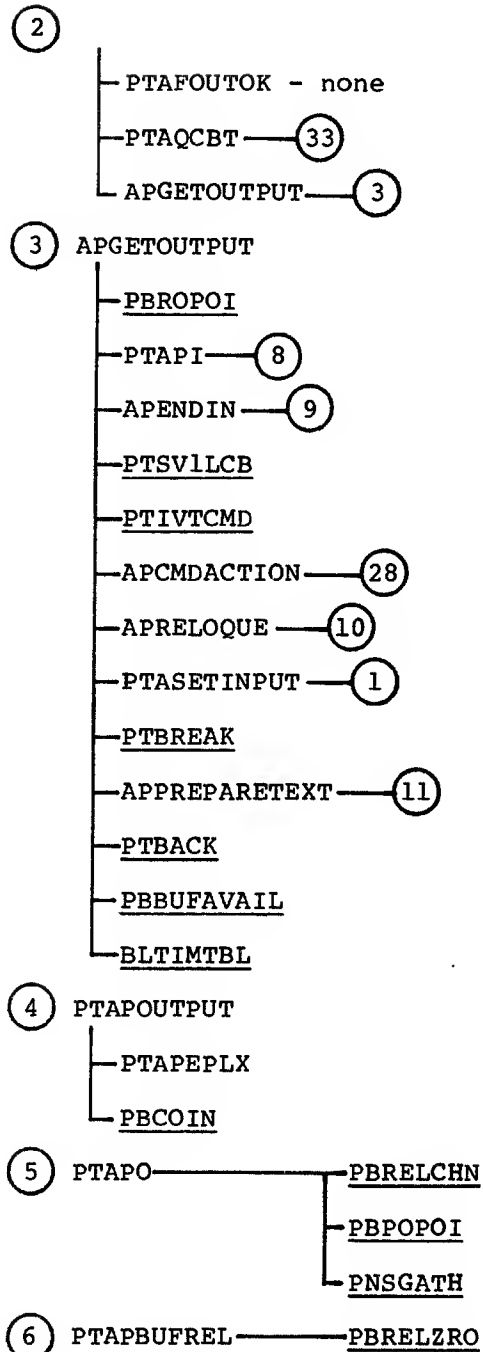 2
PTAFOUTOK - none
PTAQCBT 33
APGETOUTPUT 3
3 APGETOUTPUT
PBROPOI
PTAPI 8
APENDIN 9
PTSV1LCB
PTIVTCMD
APCMDACTION 28
APRELOQUE 10
PTASETINPUT 1
PTBREAK
APPREPARETEXT 11
PTBACK
PBBUFAVAIL
BLTIMTBL
4 PTAPOUTPUT
PTAPEPLX
PBCOIN
5 PTAPO PBRELCHN
PBPOPOI
PNSGATH
6 PTAPBUFREL PBRELZRO